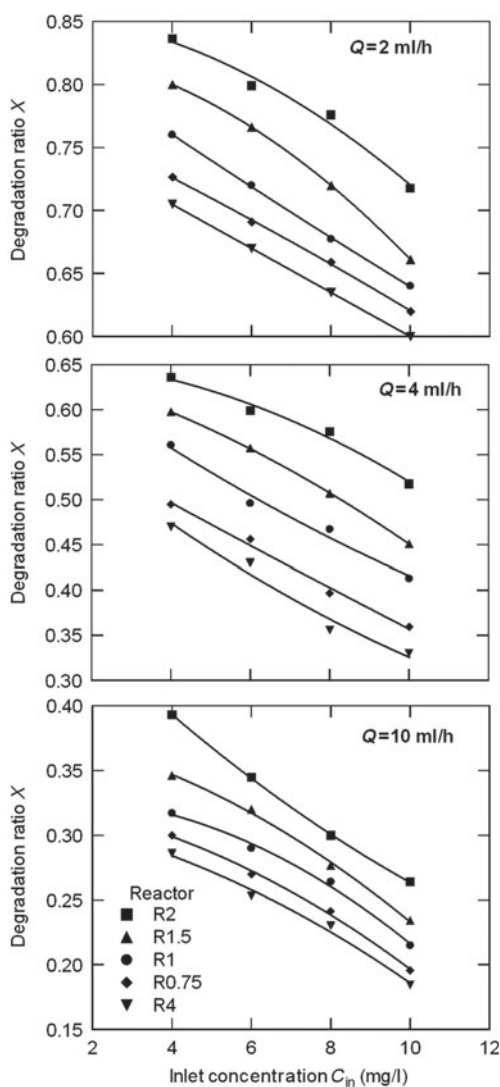 Q=2 ml/h
Degradation ratio X
0.85
0.80
0.75
0.70
0.65
0.60
Q=4 ml/h
Degradation ratio X
0.65
0.60
0.55
0.50
0.45
0.40
0.35
0.30
Q=10 ml/h
Degradation ratio X
0.40
0.35
0.30
0.25
0.20
0.15
Reactor
R2
R1.5
R1
R0.75
R4
2 4 6 8 10 12
Inlet concentration Cin (mg/l)